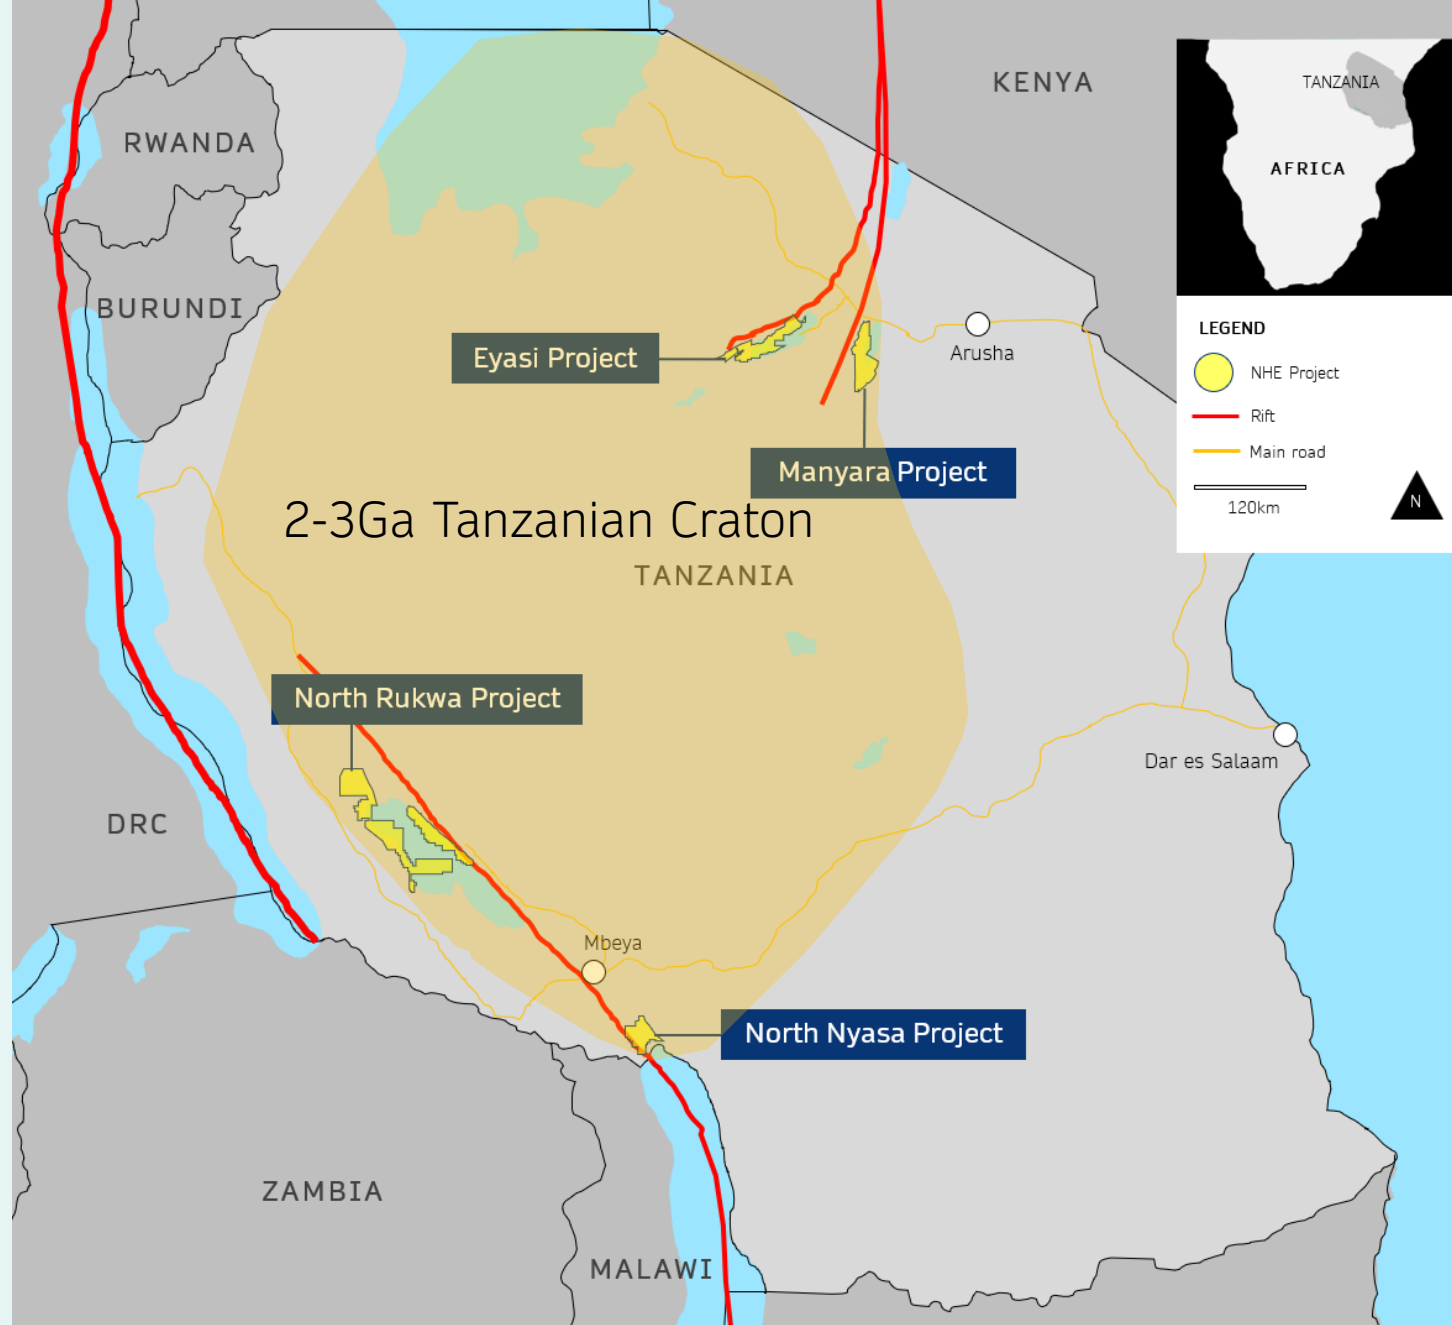 KENYA
TANZANIA
RWANDA
AFRICA
BURUNDI
LEGEND
Eyasi Project
Arusha
NHE Project
Rift
Main road
Manyara Project
120km
N
2-3Ga Tanzanian Craton
TANZANIA
North Rukwa Project
Dar es Salaam
DRC
Mbeya
North Nyasa Project
ZAMBIA
MALAWI